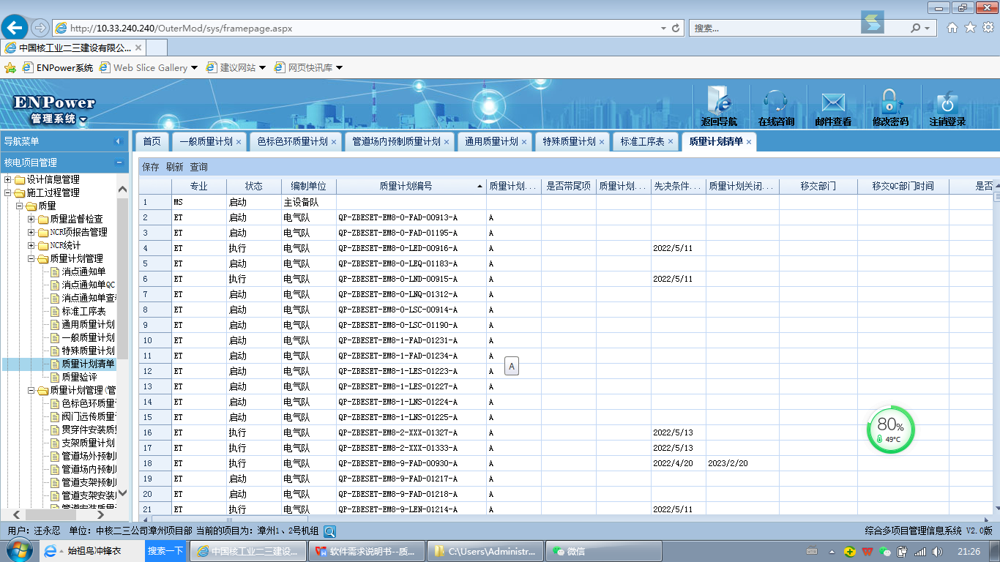 http://10.33.240.240/OuterMod/sys/framepage.aspx
搜索...
中国核工业二三建设有限公...
ENPower系统 Web Slice Gallery 建议网站 网页快讯库
ENPower
管理系统
返回导航 在线咨询 邮件查看 修改密码 注销登录
导航菜单
首页 一般质量计划 色标色环质量计划 管道场内预制质量计划 通用质量计划 特殊质量计划 标准工序表 质量计划清单
核电项目管理
设计信息管理
施工过程管理
质量
质量监督检查
NCR项报告管理
NCR统计
质量计划管理
消点通知单
消点通知单QC
消点通知单查
标准工序表
通用质量计划
一般质量计划
特殊质量计划
质量计划清单
质量验评
质量计划管理(管
色标色环质量
阀门远传质量
贯穿件安装质
支架质量计划
管道场外预制
管道场内预制
管道支架预制
管道支架安装
管道安装质量
保存 刷新 查询
专业 状态 编制单位 质量计划编号 质量计划... 是否带尾项 质量计划... 先决条件... 质量计划关闭... 移交部门 移交QC部门时间 是否
1 MS 启动 主设备队
2 ET 启动 电气队 QP-ZBESET-EM8-0-FAD-00913-A A
3 ET 启动 电气队 QP-ZBESET-EM8-0-FAD-01195-A A
4 ET 执行 电气队 QP-ZBESET-EM8-0-LED-00916-A A 2022/5/11
5 ET 启动 电气队 QP-ZBESET-EM8-0-LEQ-01183-A A
6 ET 执行 电气队 QP-ZBESET-EM8-0-LND-00915-A A 2022/5/11
7 ET 启动 电气队 QP-ZBESET-EM8-0-LNQ-01312-A A
8 ET 启动 电气队 QP-ZBESET-EM8-0-LSC-00914-A A
9 ET 启动 电气队 QP-ZBESET-EM8-0-LSC-01190-A A
10 ET 启动 电气队 QP-ZBESET-EM8-1-FAD-01231-A A
11 ET 启动 电气队 QP-ZBESET-EM8-1-FAD-01234-A A
12 ET 启动 电气队 QP-ZBESET-EM8-1-LES-01223-A A
A
13 ET 启动 电气队 QP-ZBESET-EM8-1-LES-01227-A A
14 ET 启动 电气队 QP-ZBESET-EM8-1-LNS-01224-A A
15 ET 启动 电气队 QP-ZBESET-EM8-1-LNS-01225-A A
16 ET 执行 电气队 QP-ZBESET-EM8-2-XXX-01327-A A 2022/5/13
17 ET 执行 电气队 QP-ZBESET-EM8-2-XXX-01333-A A 2022/5/13
18 ET 执行 电气队 QP-ZBESET-EM8-9-FAD-00930-A A 2022/4/20 2023/2/20
19 ET 启动 电气队 QP-ZBESET-EM8-9-FAD-01217-A A
20 ET 启动 电气队 QP-ZBESET-EM8-9-FAD-01218-A A
21 ET 执行 电气队 QP-ZBESET-EM8-9-LEN-01214-A A 2022/5/11
80%
49°C
用户：汪永忍 单位：中核二三公司漳州项目部 当前的项目为：漳州1、2号机组 综合多项目管理信息系统 V2.0版
始祖鸟冲锋衣 搜索一下 中国核工业二三建设... 软件需求说明书--质... C:\Users\Administr... 微信 21:26